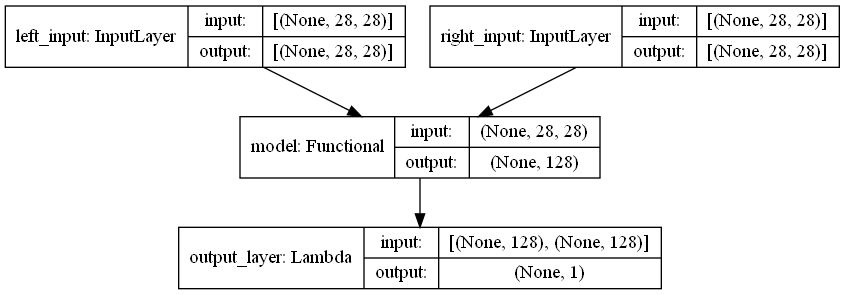 left_input: InputLayer
input: [(None, 28, 28)]
output: [(None, 28, 28)]
right_input: InputLayer
input: [(None, 28, 28)]
output: [(None, 28, 28)]
model: Functional
input: (None, 28, 28)
output: (None, 128)
output_layer: Lambda
input: [(None, 128), (None, 128)]
output: (None, 1)